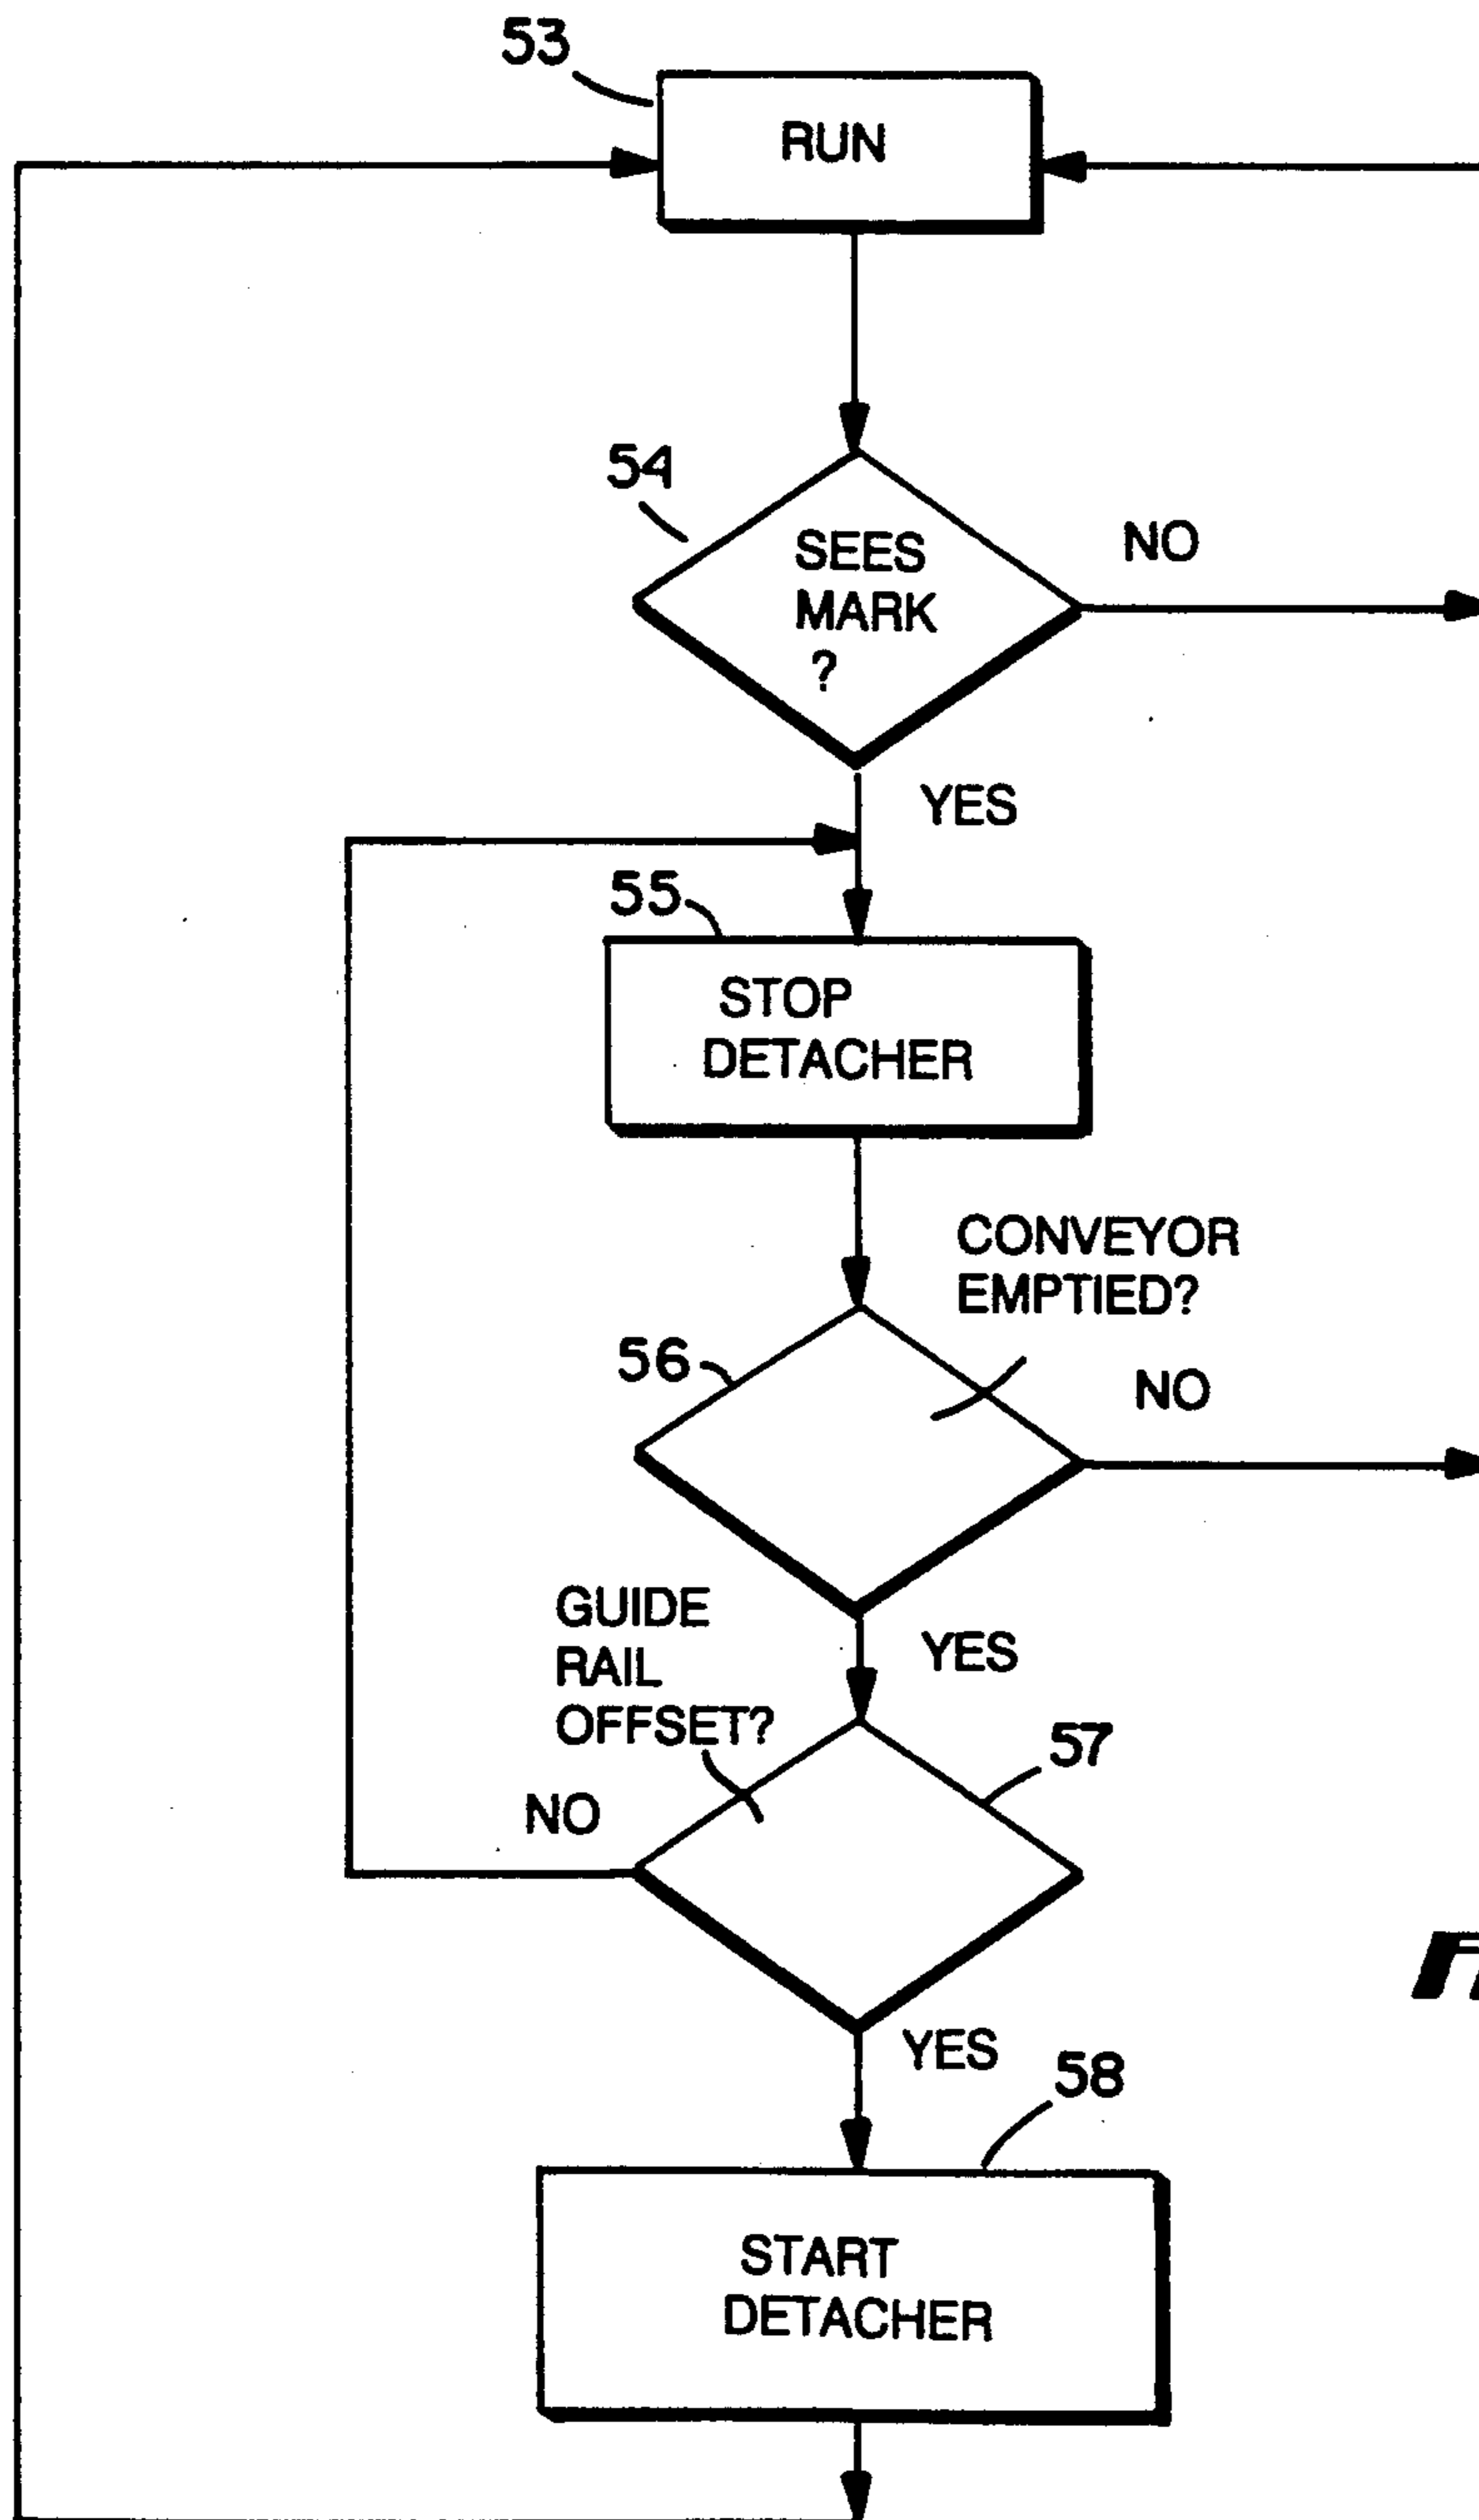 53
RUN
54
SEES
MARK
?
NO
YES
55
STOP
DETACHER
CONVEYOR
EMPTIED?
56
NO
GUIDE
RAIL
OFFSET?
YES
57
NO
YES
58
START
DETACHER